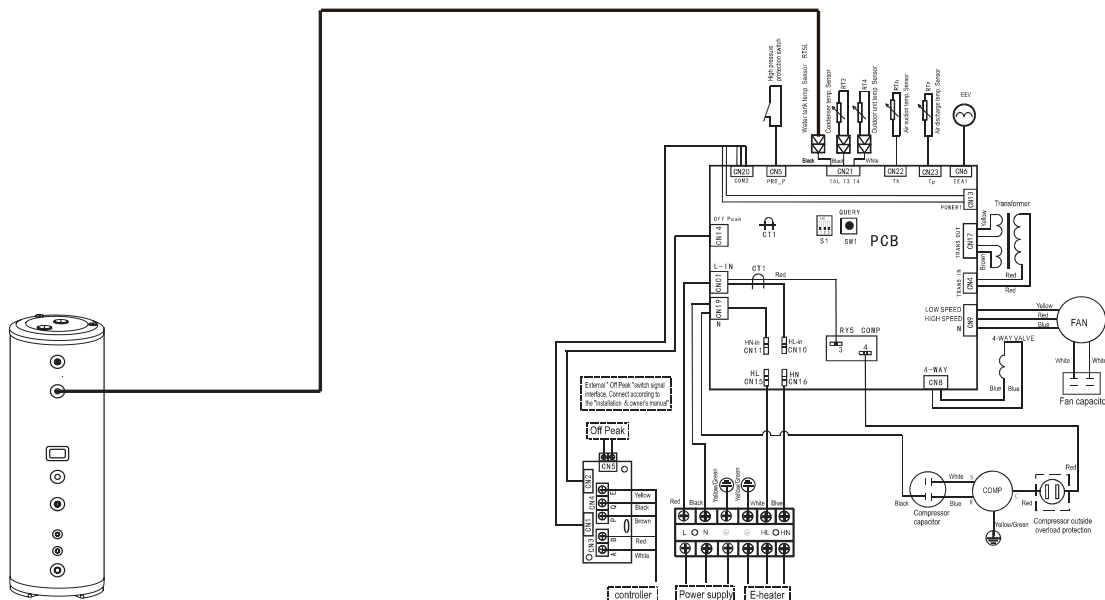 High pressure
protection switch
Water tank temp. Sensor RT5L
Condenser temp. Sensor
RT3
RT4
Outdoor unit temp. Sensor
RTh
Air suction temp. Sensor
RTP
Air discharge temp. Sensor
EEV
Black
Black
White
CN20
CN5
CN21
CN22
CN23
CN6
COM2
PRO_P
T5L T3 T4
Th
Tp
EEA1
CN13
POWER1
Off Peak
CN14
CT1
S1
QUERY
SW1
PCB
Transformer
Yellow
TRANS OUT
CN17
Brown
Red
TRANS IN
CN4
Red
L-IN
CN01
CT1
Red
CN19
N
LOW SPEED
HIGH SPEED
N
CN9
Yellow
Red
Blue
FAN
RY5 COMP
3
4
HN-in
CN11
HL-in
CN10
HL
CN15
HN
CN16
4-WAY
CN8
4-WAY VALVE
Blue
Blue
White
White
Fan capacitor
External " Off Peak "switch signal
interface, Connect according to
the "installation & owner's manual"
Off Peak
CN5
CN2
CN4
CN1
CN3
E
Q
P
B
A
Yellow
Black
Brown
Red
White
controller
Red
Black
Yellow/Green
Yellow/Green
White
Blue
L
N
HL
HN
Power supply
E-heater
Black
Compressor
capacitor
White
S
Blue
R
COMP
C
Red
Red
Yellow/Green
Compressor outside
overload protection